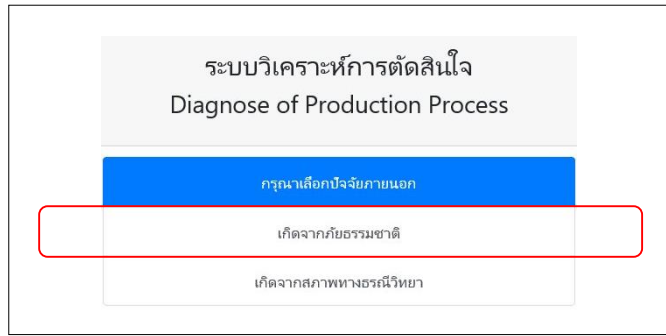 ระบบวิเคราะห์การตัดสินใจ
Diagnose of Production Process
กรุณาเลือกปัจจัยภายนอก
เกิดจากภัยธรรมชาติ
เกิดจากสภาพทางธรณีวิทยา